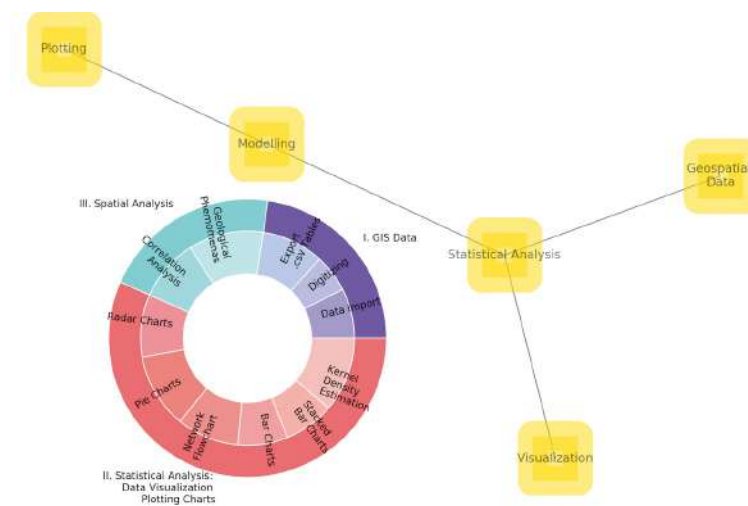 Plotting
Modelling
Geospatial
Data
Statistical Analysis
Visualization
III. Spatial Analysis
I. GIS Data
Geological
Phemomenas
Export
.csv Tables
Correlation
Analysis
Digitizing
Data import
Radar Charts
Pie Charts
Network
Flowchart
Bar Charts
Stacked
Bar Charts
Kernel
Density
Estimation
II. Statistical Analysis:
Data Visualization
Plotting Charts